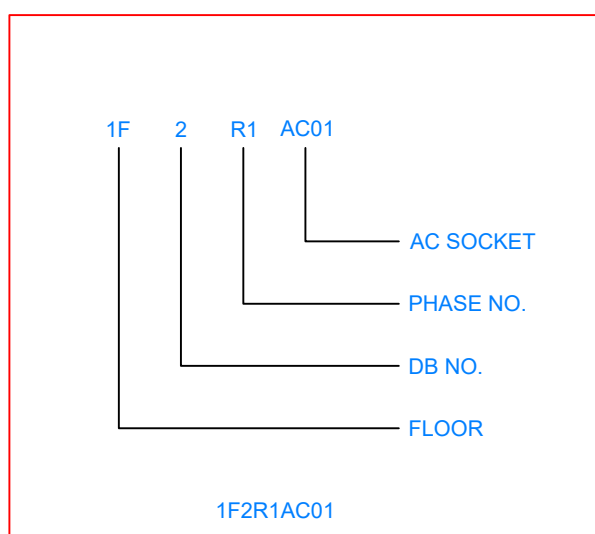 1F 2 R1 AC01
AC SOCKET
PHASE NO.
DB NO.
FLOOR
1F2R1AC01